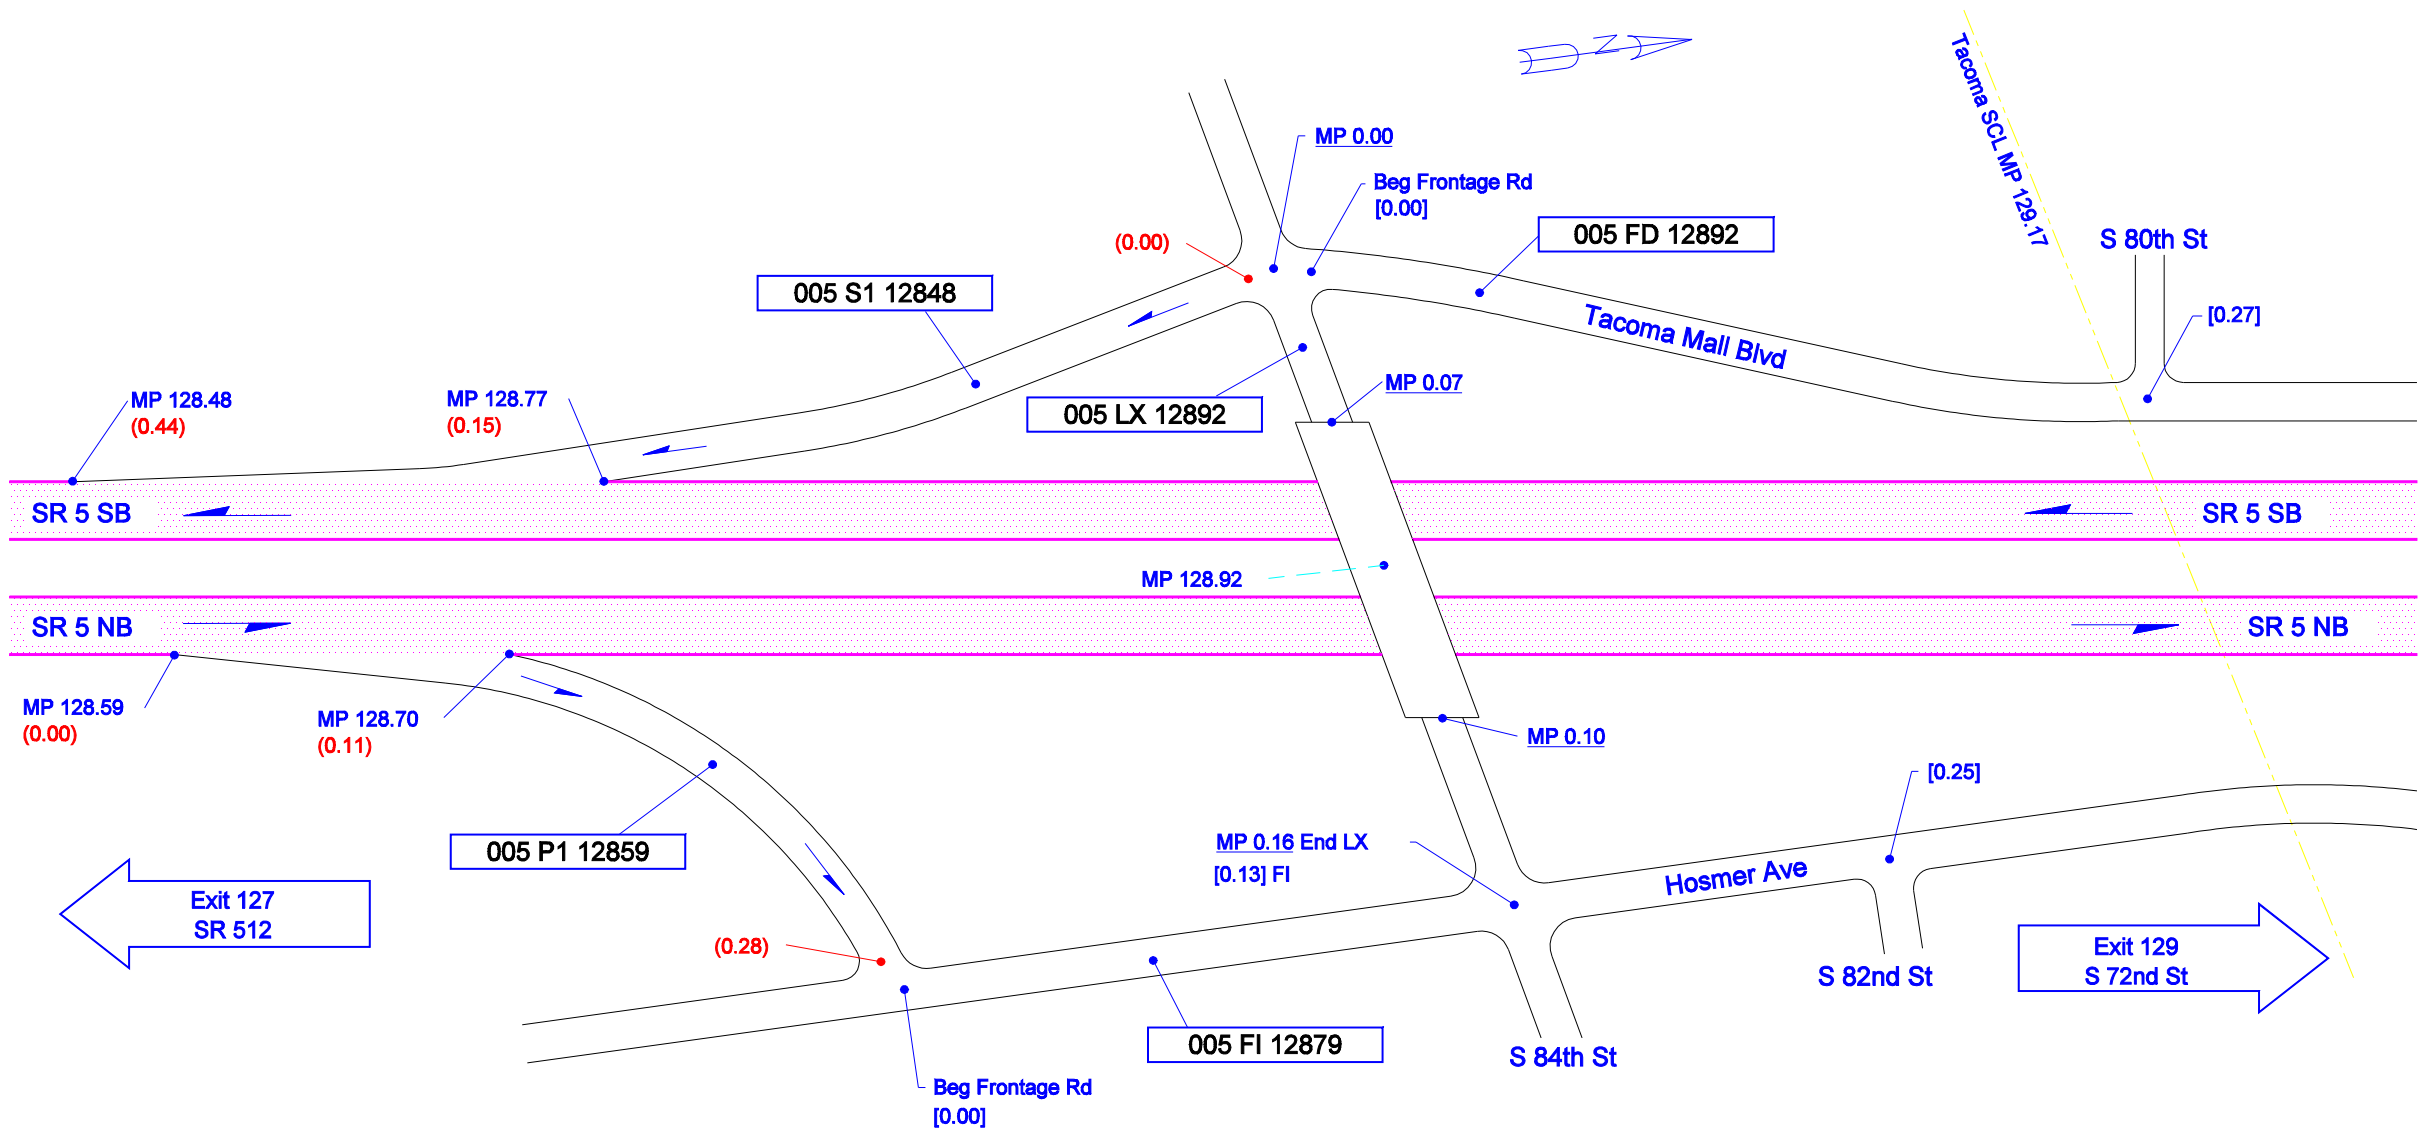 N
MP 0.00
Beg Frontage Rd
[0.00]
Tacoma SCL MP 129.17
(0.00)
005 FD 12892
S 80th St
005 S1 12848
[0.27]
Tacoma Mall Blvd
MP 0.07
MP 128.48
(0.44)
MP 128.77
(0.15)
005 LX 12892
SR 5 SB
SR 5 SB
MP 128.92
SR 5 NB
SR 5 NB
MP 128.59
(0.00)
MP 128.70
(0.11)
MP 0.10
[0.25]
005 P1 12859
MP 0.16 End LX
[0.13] FI
Hosmer Ave
Exit 127
SR 512
(0.28)
S 82nd St
Exit 129
S 72nd St
005 FI 12879
S 84th St
Beg Frontage Rd
[0.00]